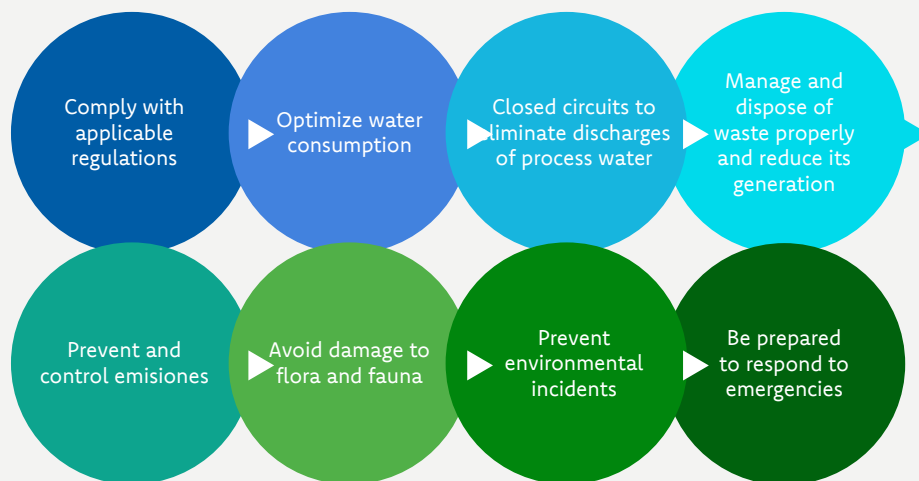 Comply with
applicable
regulations
Optimize water
consumption
Closed circuits to
eliminate discharges
of process water
Manage and
dispose of
waste properly
and reduce its
generation
Prevent and
control emisiones
Avoid damage to
flora and fauna
Prevent
environmental
incidents
Be prepared
to respond to
emergencies